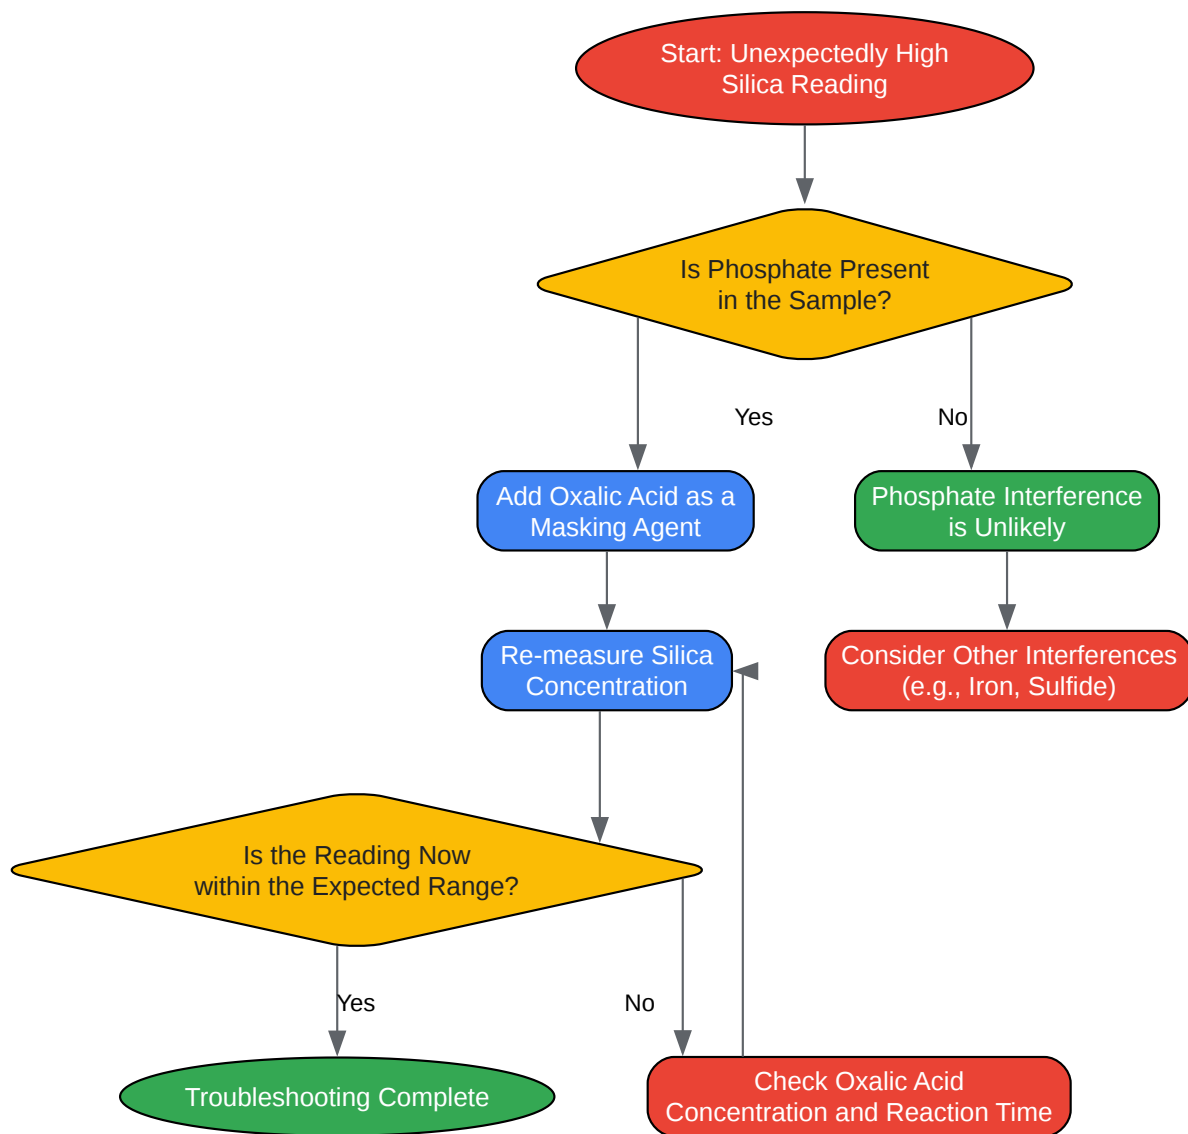 Start: Unexpectedly High
Silica Reading
Is Phosphate Present
in the Sample?
Yes
No
Add Oxalic Acid as a
Masking Agent
Phosphate Interference
is Unlikely
Re-measure Silica
Concentration
Consider Other Interferences
(e.g., Iron, Sulfide)
Is the Reading Now
within the Expected Range?
Yes
No
Troubleshooting Complete
Check Oxalic Acid
Concentration and Reaction Time